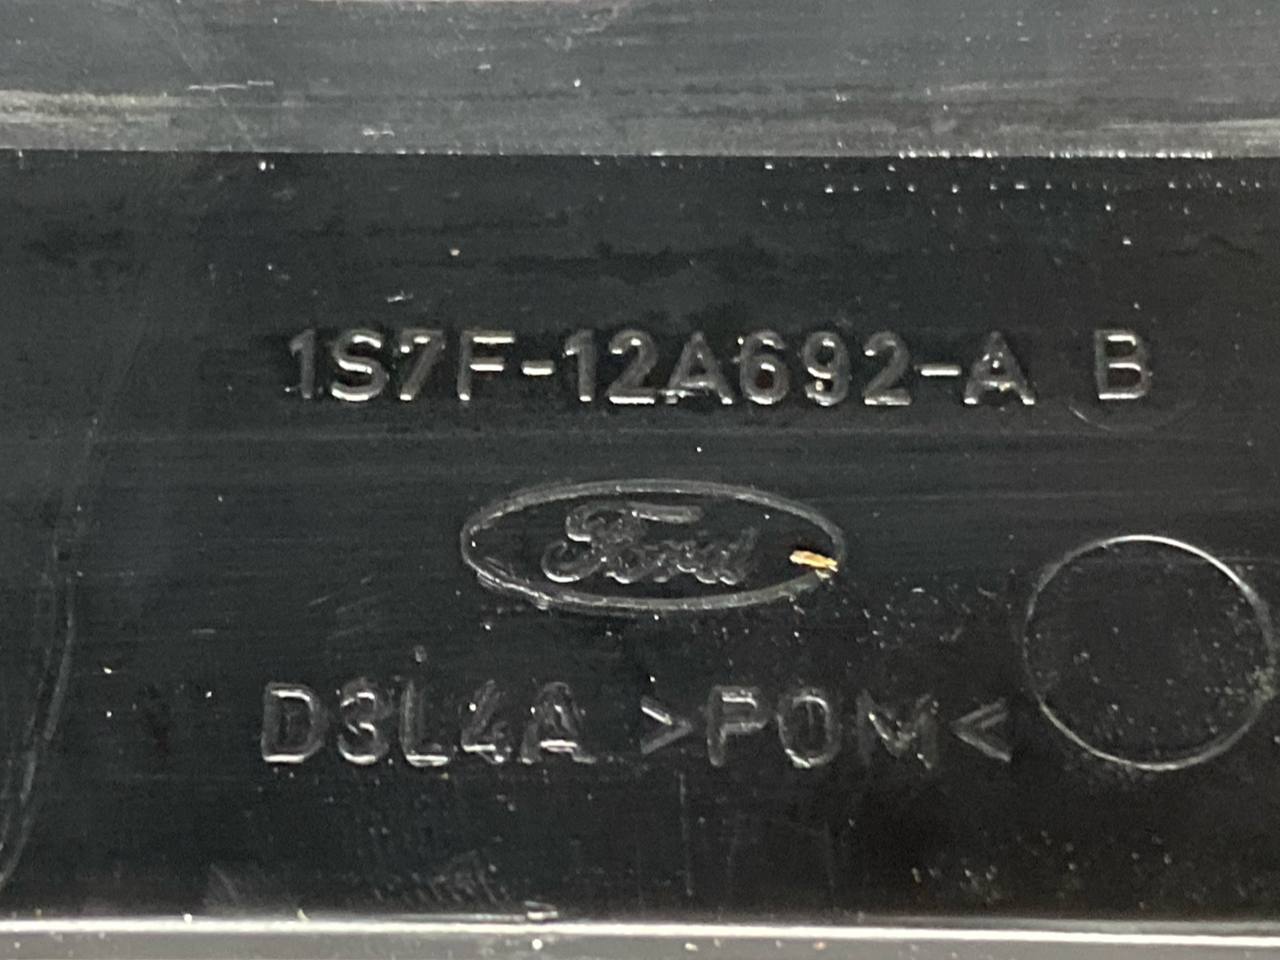 1S7F-12A692-A B
Ford
D3L4A >POM<